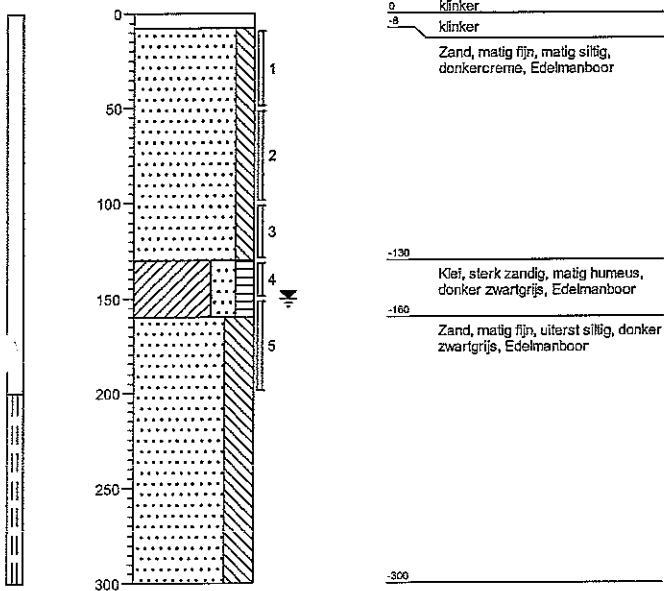 0
50
100
150
200
250
300
1
2
3
4
5
0 klinker
-8 klinker
Zand, matig fijn, matig siltig,
donkercreme, Edelmanboor
-130
Klei, sterk zandig, matig humeus,
donker zwartgrijs, Edelmanboor
-160
Zand, matig fijn, uiterst siltig, donker
zwartgrijs, Edelmanboor
-300